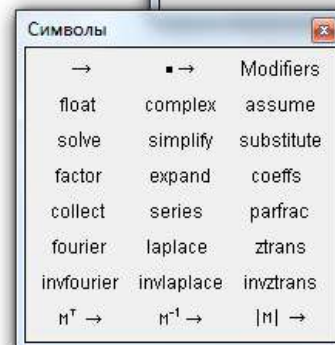 Символы
→ ▪ → Modifiers
float complex assume
solve simplify substitute
factor expand coeffs
collect series parfrac
fourier laplace ztrans
invfourier invlaplace invztrans
Mᵀ → M⁻¹ → |M| →